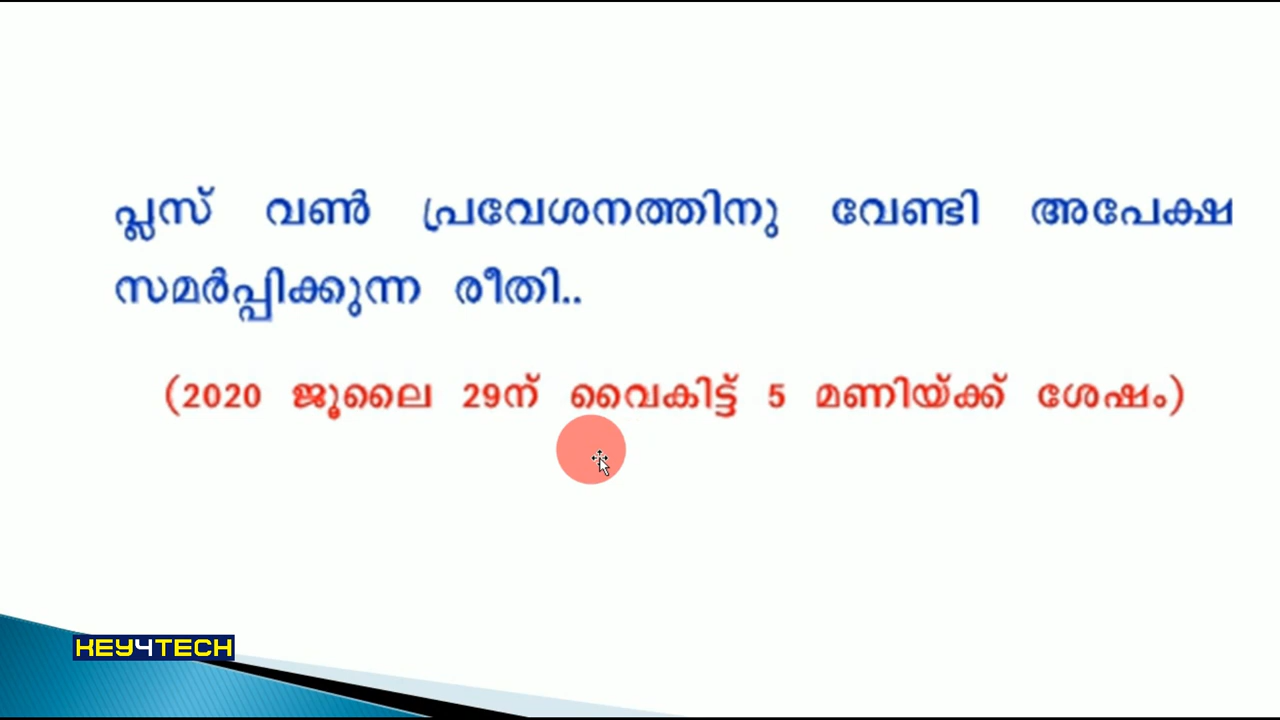 പ്ലസ് വൺ പ്രവേശനത്തിനു വേണ്ടി അപേക്ഷ
സമർപ്പിക്കുന്ന രീതി..
(2020 ജൂലൈ 29ന് വൈകിട്ട് 5 മണിയ്ക്ക് ശേഷം)
KEY4TECH